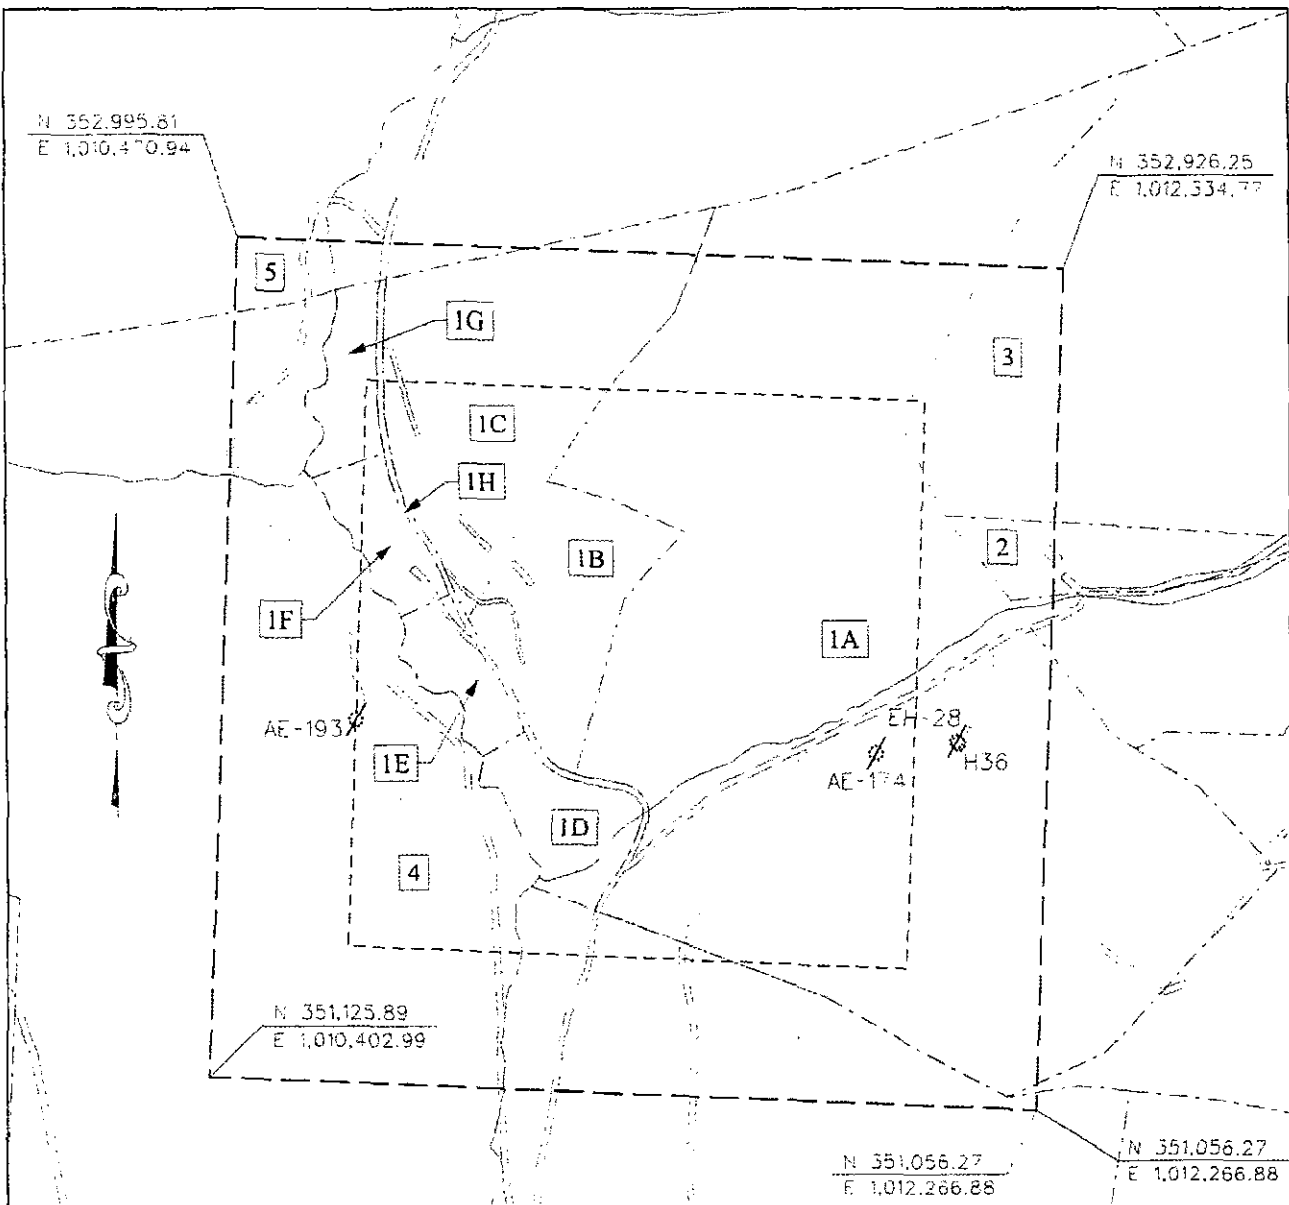 N 352,995.81
E 1,010,470.94
N 352,926.25
E 1,012,334.77
5
1G
3
1C
1H
2
1B
1F
1A
AE-193
EH-28
1E
H36
AE-174
1D
4
N 351,125.89
E 1,010,402.99
N 351,056.27
E 1,012,266.88
N 351,056.27
E 1,012,266.88